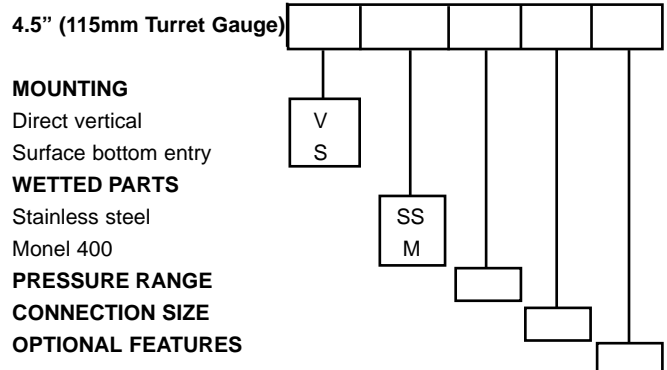 4.5” (115mm Turret Gauge)
MOUNTING
Direct vertical V
Surface bottom entry S
WETTED PARTS
Stainless steel SS
Monel 400 M
PRESSURE RANGE
CONNECTION SIZE
OPTIONAL FEATURES